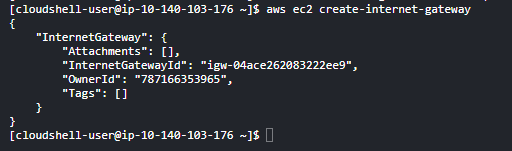 [cloudshell-user@ip-10-140-103-176 ~]$ aws ec2 create-internet-gateway
{
    "InternetGateway": {
        "Attachments": [],
        "InternetGatewayId": "igw-04ace262083222ee9",
        "OwnerId": "787166353965",
        "Tags": []
    }
}
[cloudshell-user@ip-10-140-103-176 ~]$